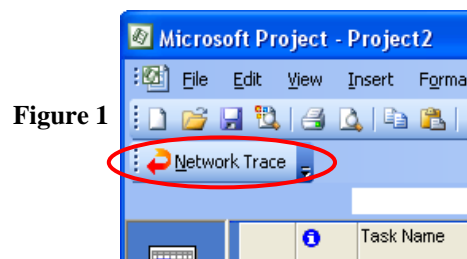 Microsoft Project - Project2
File Edit View Insert Forma
Figure 1
Network Trace
Task Name